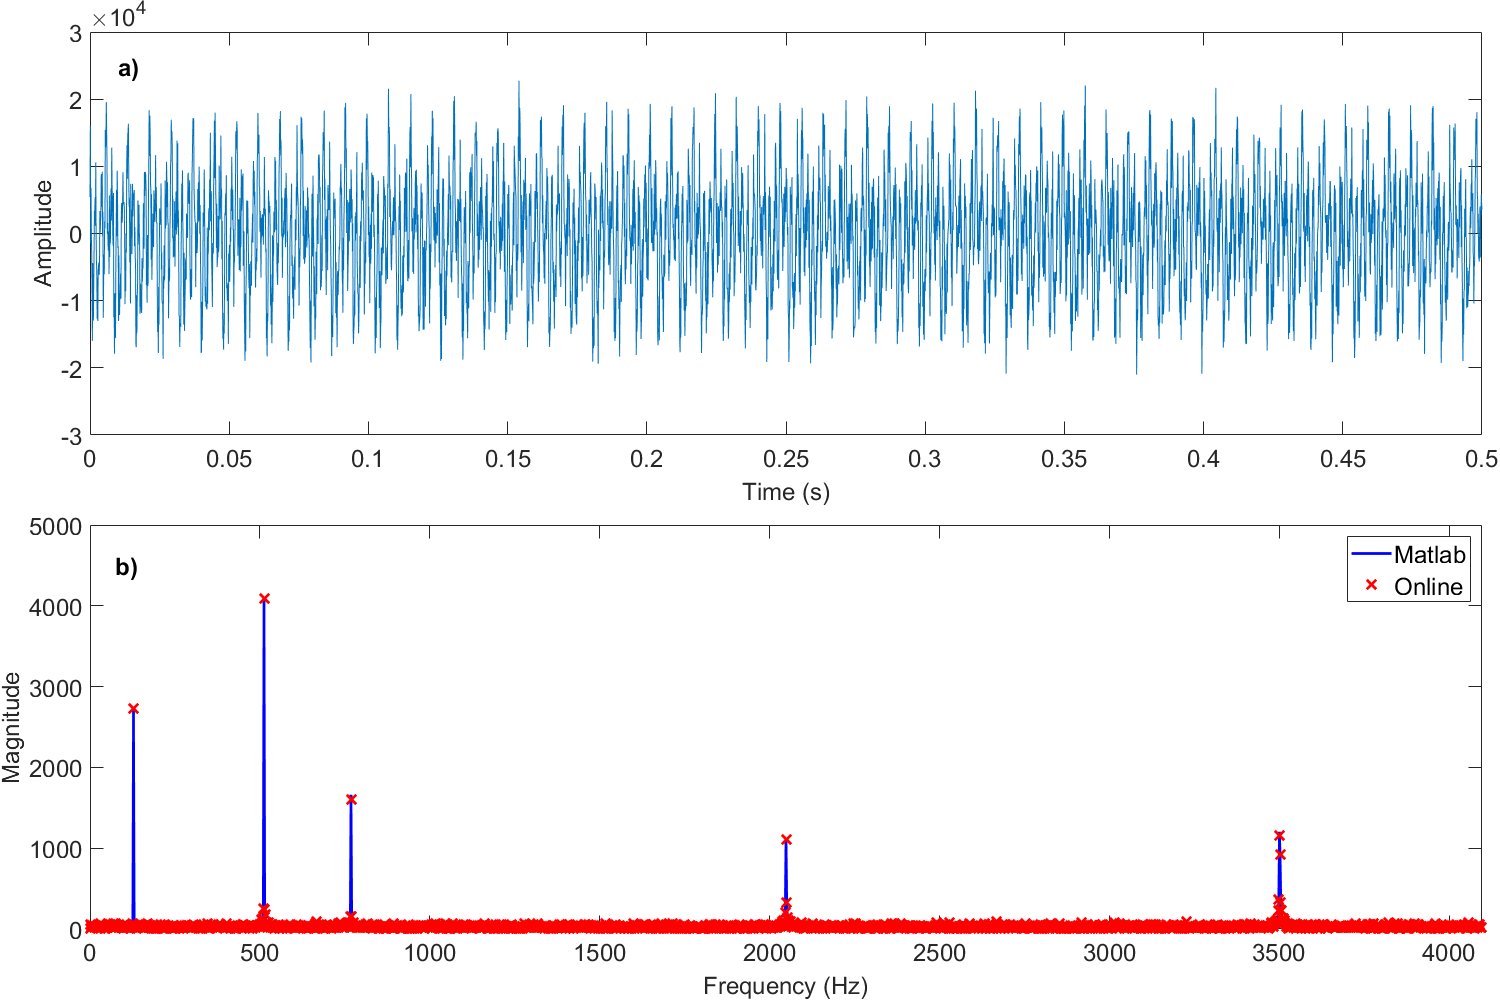 ×10⁴
3
a)
2
1
0
-1
-2
-3
Amplitude
0 0.05 0.1 0.15 0.2 0.25 0.3 0.35 0.4 0.45 0.5
Time (s)
5000
b)
4000
3000
2000
1000
0
Magnitude
Matlab
Online
0 500 1000 1500 2000 2500 3000 3500 4000
Frequency (Hz)